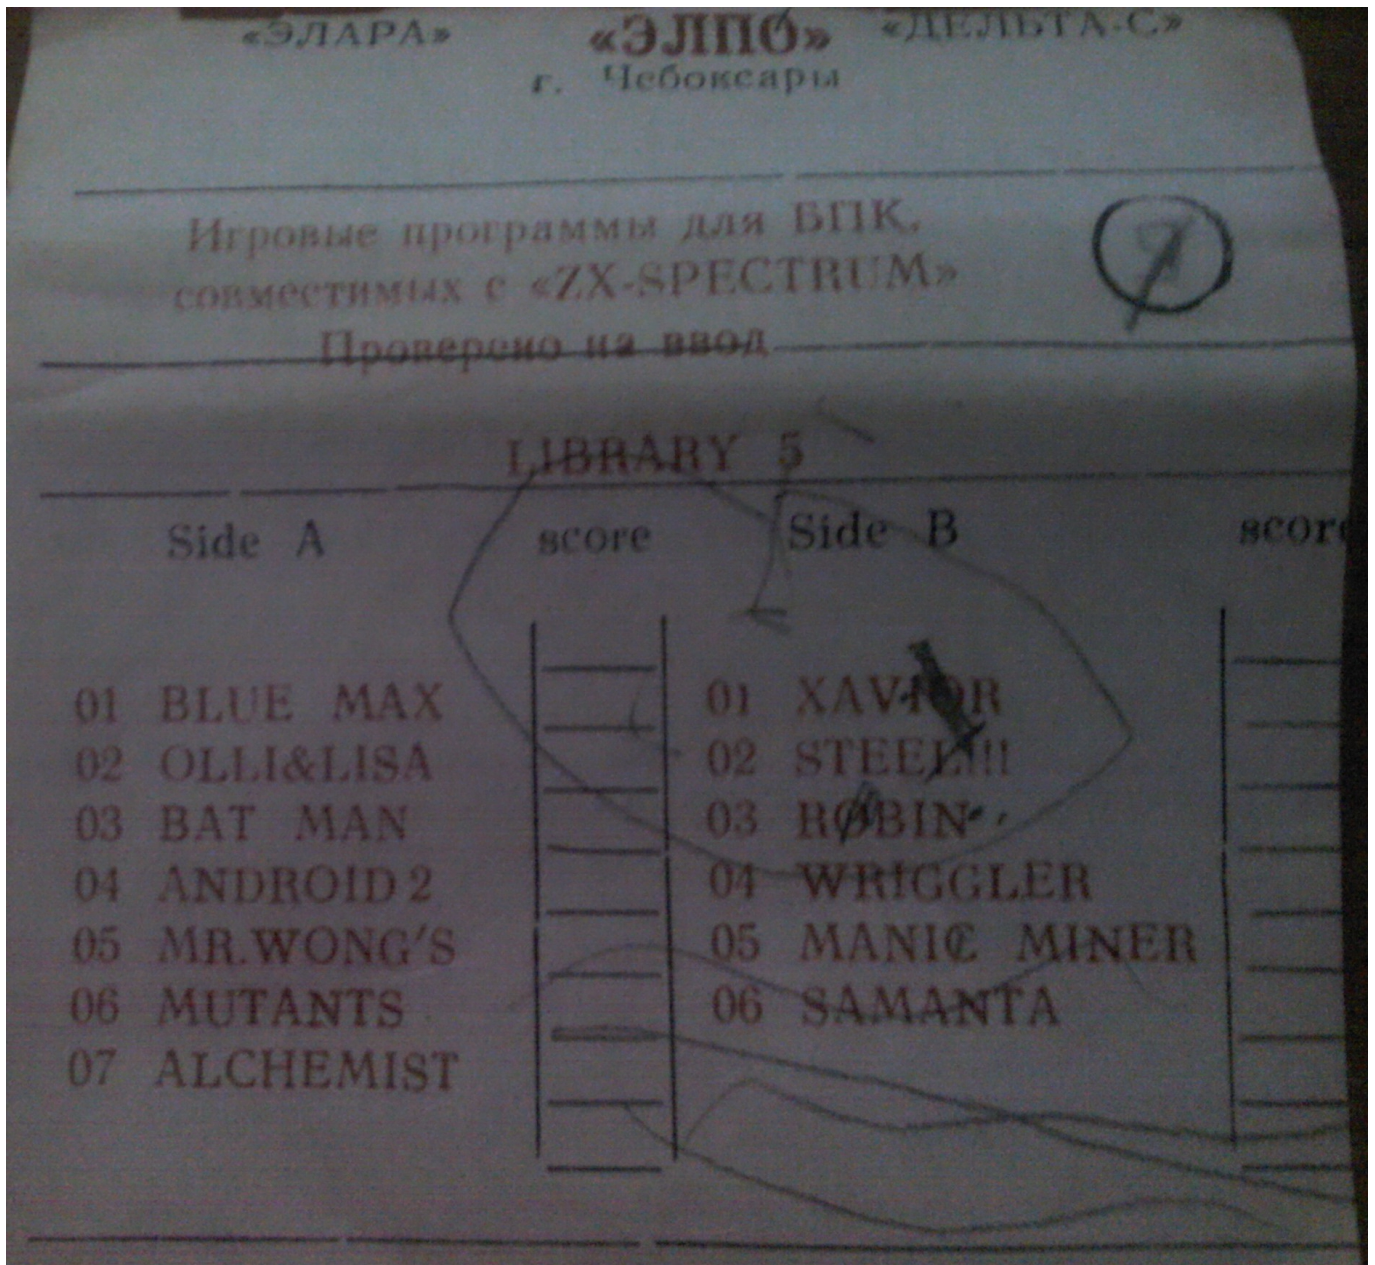 «ЭЛАРА» «ЭЛПО» «ДЕЛЬТА-С»
г. Чебоксары
Игровые программы для БПК,
совместимых с «ZX-SPECTRUM»
Проверено на ввод
LIBRARY 5
Side A score Side B score
01 BLUE MAX 01 XAVIOR
02 OLLI&LISA 02 STEEL!!!
03 BAT MAN 03 ROBIN
04 ANDROID 2 04 WRIGGLER
05 MR.WONG'S 05 MANIC MINER
06 MUTANTS 06 SAMANTA
07 ALCHEMIST